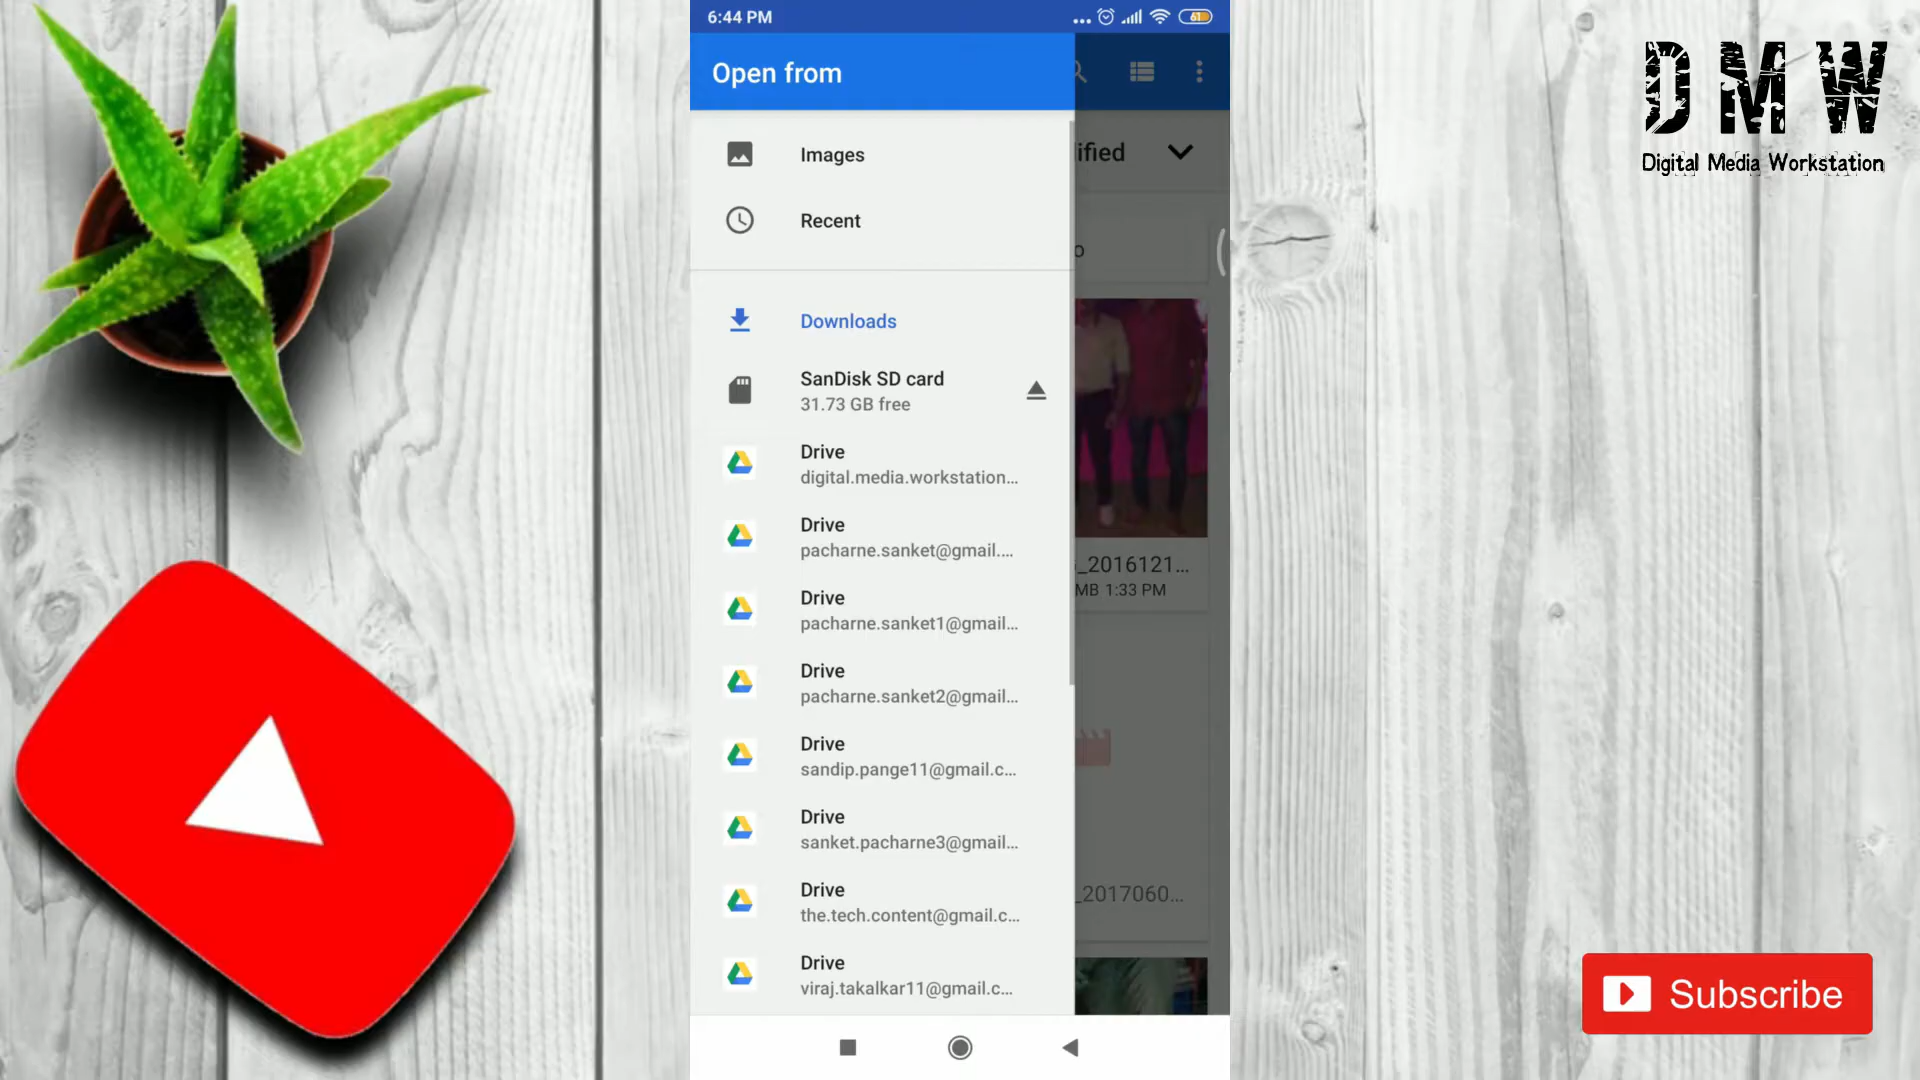 6:44 PM
61
Open from
Images
ified
Recent
o
Downloads
SanDisk SD card
31.73 GB free
Drive
digital.media.workstation...
Drive
pacharne.sanket@gmail....
_2016121...
MB 1:33 PM
Drive
pacharne.sanket1@gmail...
Drive
pacharne.sanket2@gmail...
Drive
sandip.pange11@gmail.c...
Drive
sanket.pacharne3@gmail...
Drive
the.tech.content@gmail.c...
_2017060...
Drive
viraj.takalkar11@gmail.c...
DMW
Digital Media Workstation
Subscribe